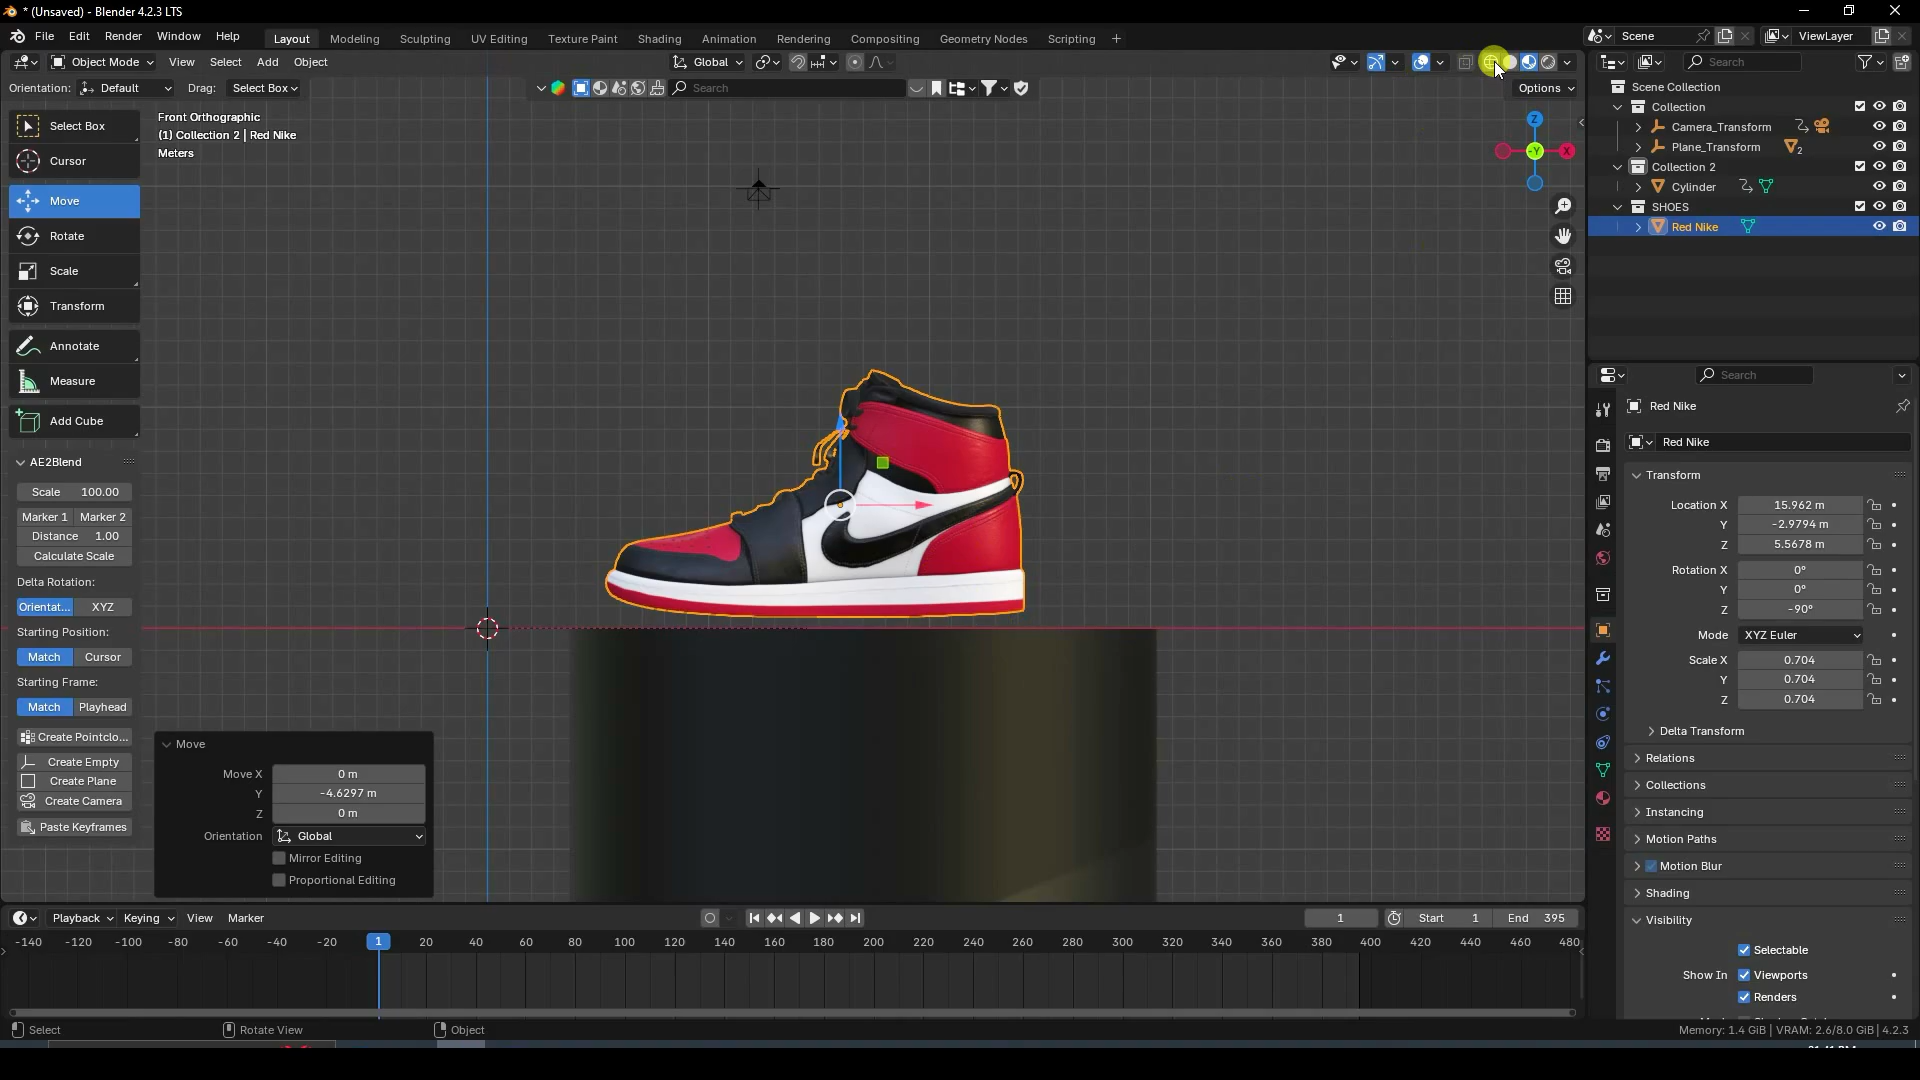 * (Unsaved) - Blender 4.2.3 LTS
File Edit Render Window Help Layout Modeling Sculpting UV Editing Texture Paint Shading Animation Rendering Compositing Geometry Nodes Scripting + Scene ViewLayer
Object Mode View Select Add Object Global Search
Orientation: Default Drag: Select Box Search Options
Select Box
Cursor
Move
Rotate
Scale
Transform
Annotate
Measure
Add Cube
AE2Blend
Scale 100.00
Marker 1 Marker 2
Distance 1.00
Calculate Scale
Delta Rotation:
Orientat... XYZ
Starting Position:
Match Cursor
Starting Frame:
Match Playhead
Create Pointclo...
Create Empty
Create Plane
Create Camera
Paste Keyframes
Front Orthographic
(1) Collection 2 | Red Nike
Meters
Z
-Y X
Move
Move X 0 m
Y -4.6297 m
Z 0 m
Orientation Global
Mirror Editing
Proportional Editing
Scene Collection
Collection
Camera_Transform
Plane_Transform 2
Collection 2
Cylinder
SHOES
Red Nike
Search
Red Nike
Red Nike
Transform
Location X 15.962 m
Y -2.9794 m
Z 5.5678 m
Rotation X 0°
Y 0°
Z -90°
Mode XYZ Euler
Scale X 0.704
Y 0.704
Z 0.704
Delta Transform
Relations
Collections
Instancing
Motion Paths
Motion Blur
Shading
Visibility
Selectable
Show In Viewports
Renders
Playback Keying View Marker 1 Start 1 End 395
-140 -120 -100 -80 -60 -40 -20 1 20 40 60 80 100 120 140 160 180 200 220 240 260 280 300 320 340 360 380 400 420 440 460 480
Select Rotate View Object Memory: 1.4 GiB | VRAM: 2.6/8.0 GiB | 4.2.3